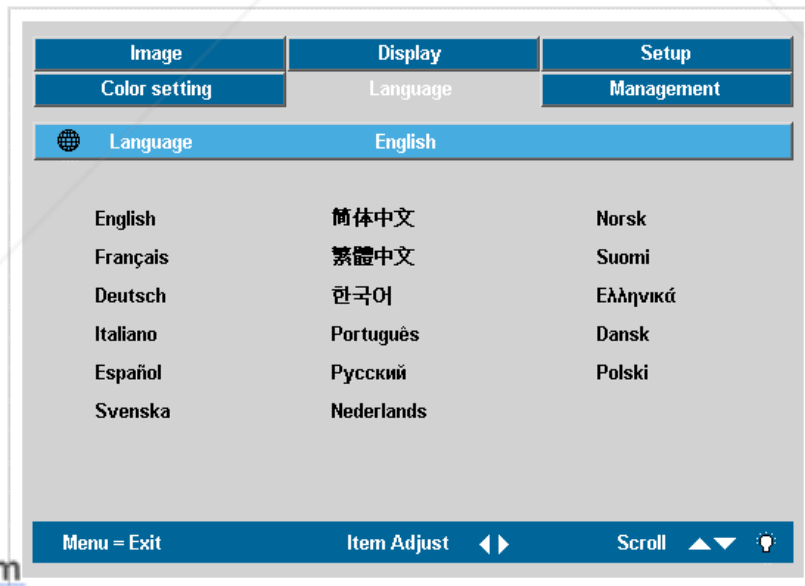 Image Display Setup
Color setting Language Management
Language English
English 简体中文 Norsk
Français 繁體中文 Suomi
Deutsch 한국어 Ελληνικά
Italiano Português Dansk
Español Русский Polski
Svenska Nederlands
Menu = Exit Item Adjust Scroll
m